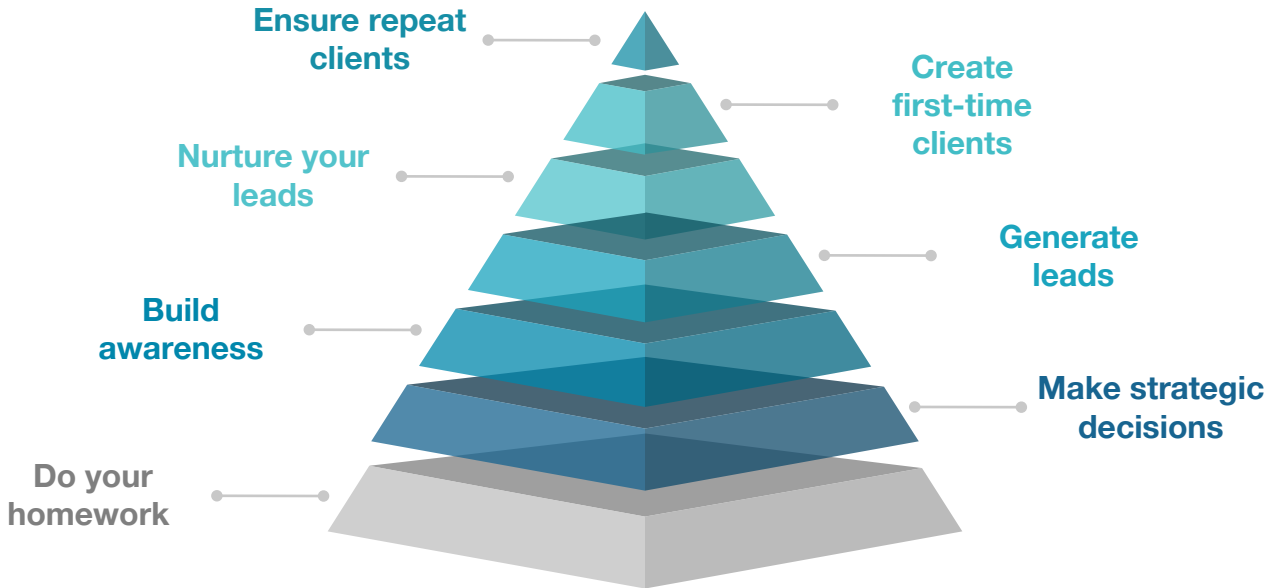 Ensure repeat
clients
Create
first-time
clients
Nurture your
leads
Generate
leads
Build
awareness
Make strategic
decisions
Do your
homework